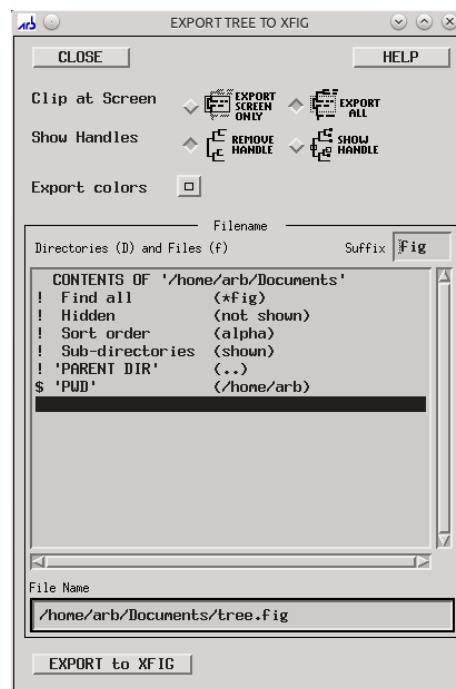 arb EXPORT TREE TO XFIG
CLOSE HELP
Clip at Screen EXPORT SCREEN ONLY EXPORT ALL
Show Handles REMOVE HANDLE SHOW HANDLE
Export colors
Filename
Directories (D) and Files (f) Suffix fig
CONTENTS OF '/home/arb/Documents'
! Find all (*fig)
! Hidden (not shown)
! Sort order (alpha)
! Sub-directories (shown)
! 'PARENT DIR' (..)
$ 'PWD' (/home/arb)
File Name
/home/arb/Documents/tree.fig
EXPORT to XFIG